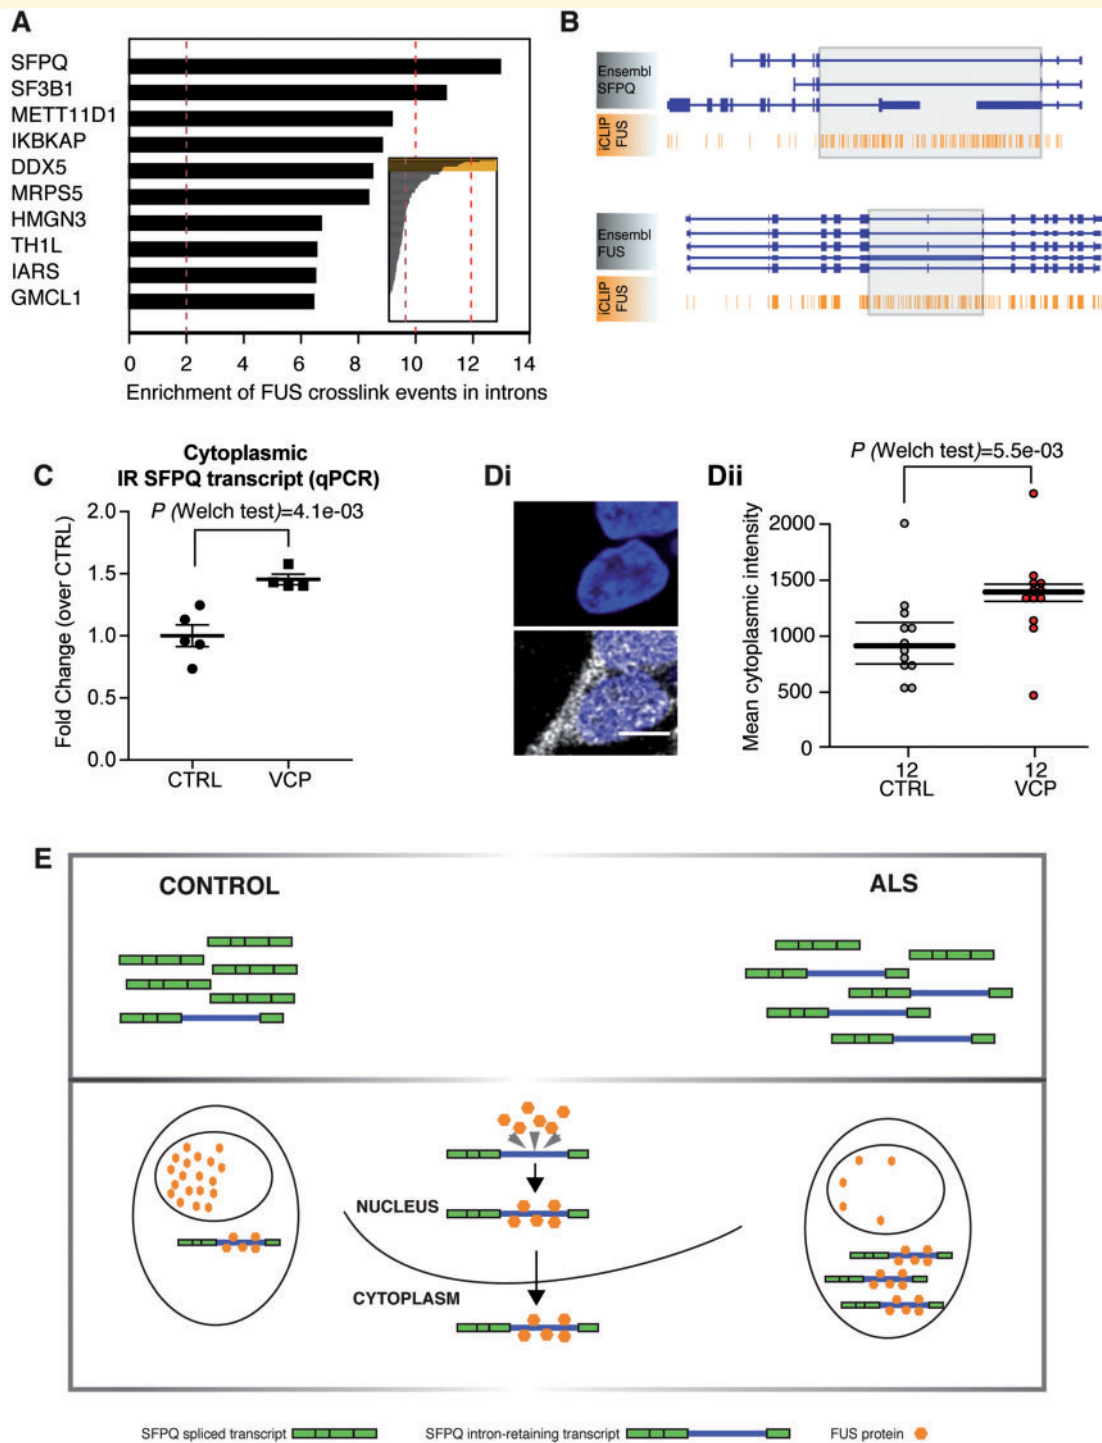 A
SFPQ
SF3B1
METT11D1
IKBKAP
DDX5
MRPS5
HMGN3
TH1L
IARS
GMCL1
0 2 4 6 8 10 12 14
Enrichment of FUS crosslink events in introns
B
Ensembl
SFPQ
iCLIP
FUS
Ensembl
FUS
iCLIP
FUS
C
Cytoplasmic
IR SFPQ transcript (qPCR)
P (Welch test)=4.1e-03
Fold Change (over CTRL)
2.0
1.5
1.0
0.5
0.0
CTRL VCP
Di
Dii
P (Welch test)=5.5e-03
Mean cytoplasmic intensity
2000
1500
1000
500
0
12 12
CTRL VCP
E
CONTROL
ALS
NUCLEUS
CYTOPLASM
SFPQ spliced transcript
SFPQ intron-retaining transcript
FUS protein